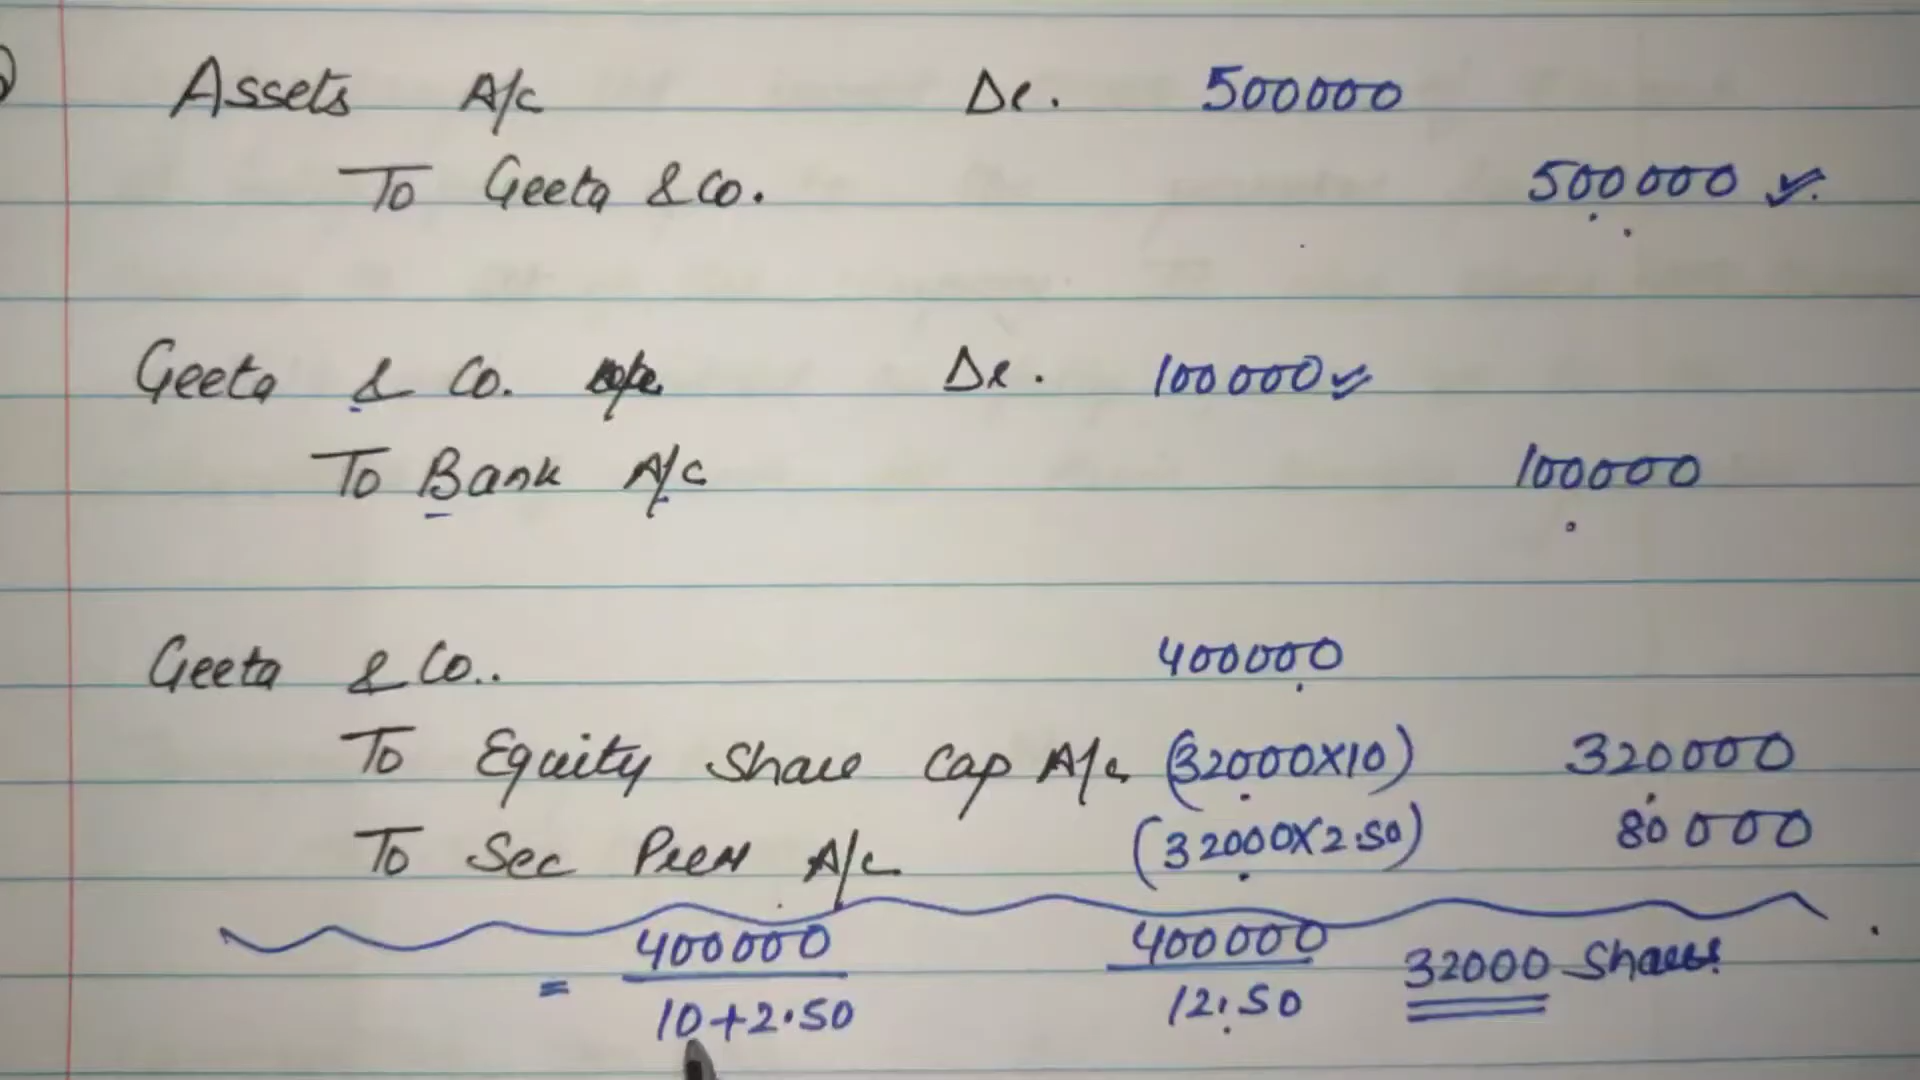 Assets A/c Dr. 500000
To Geeta & Co. 500000
Geeta & Co. Dr. 100000
To Bank A/c 100000
Geeta & Co.. 400000
To Equity Share Cap A/c (32000X10) 320000
To Sec Prem A/c (32000X2.50) 80000
= 400000 400000 32000 Shares
10+2.50 12.50